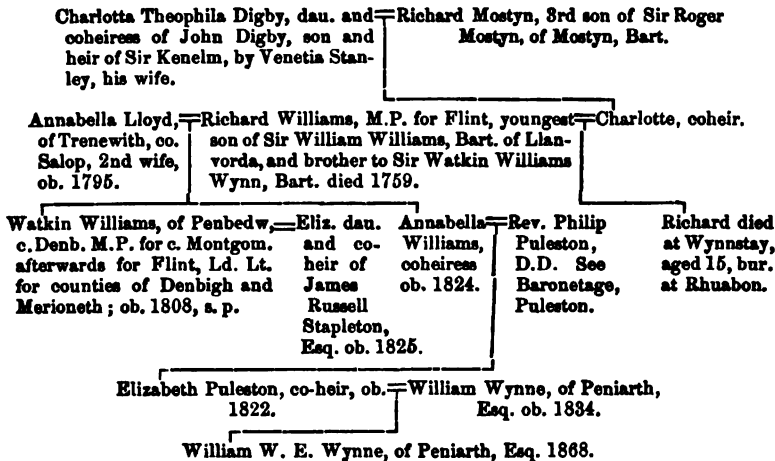 Charlotta Theophila Digby, dau. and
coheiress of John Digby, son and
heir of Sir Kenelm, by Venetia Stan-
ley, his wife.
Richard Mostyn, 3rd son of Sir Roger
Mostyn, of Mostyn, Bart.
Annabella Lloyd,
of Trenewith, co.
Salop, 2nd wife,
ob. 1795.
Richard Williams, M.P. for Flint, youngest
son of Sir William Williams, Bart. of Llan-
vorda, and brother to Sir Watkin Williams
Wynn, Bart. died 1759.
Charlotte, coheir.
Watkin Williams, of Penbedw,
c. Denb. M.P. for c. Montgom.
afterwards for Flint, Ld. Lt.
for counties of Denbigh and
Merioneth; ob. 1808, s. p.
Eliz. dau.
and co-
heir of
James
Russell
Stapleton,
Esq. ob. 1825.
Annabella
Williams,
coheiress
ob. 1824.
Rev. Philip
Puleston,
D.D. See
Baronetage,
Puleston.
Richard died
at Wynnstay,
aged 15, bur.
at Rhuabon.
Elizabeth Puleston, co-heir, ob.
1822.
William Wynne, of Peniarth,
Esq. ob. 1834.
William W. E. Wynne, of Peniarth, Esq. 1868.